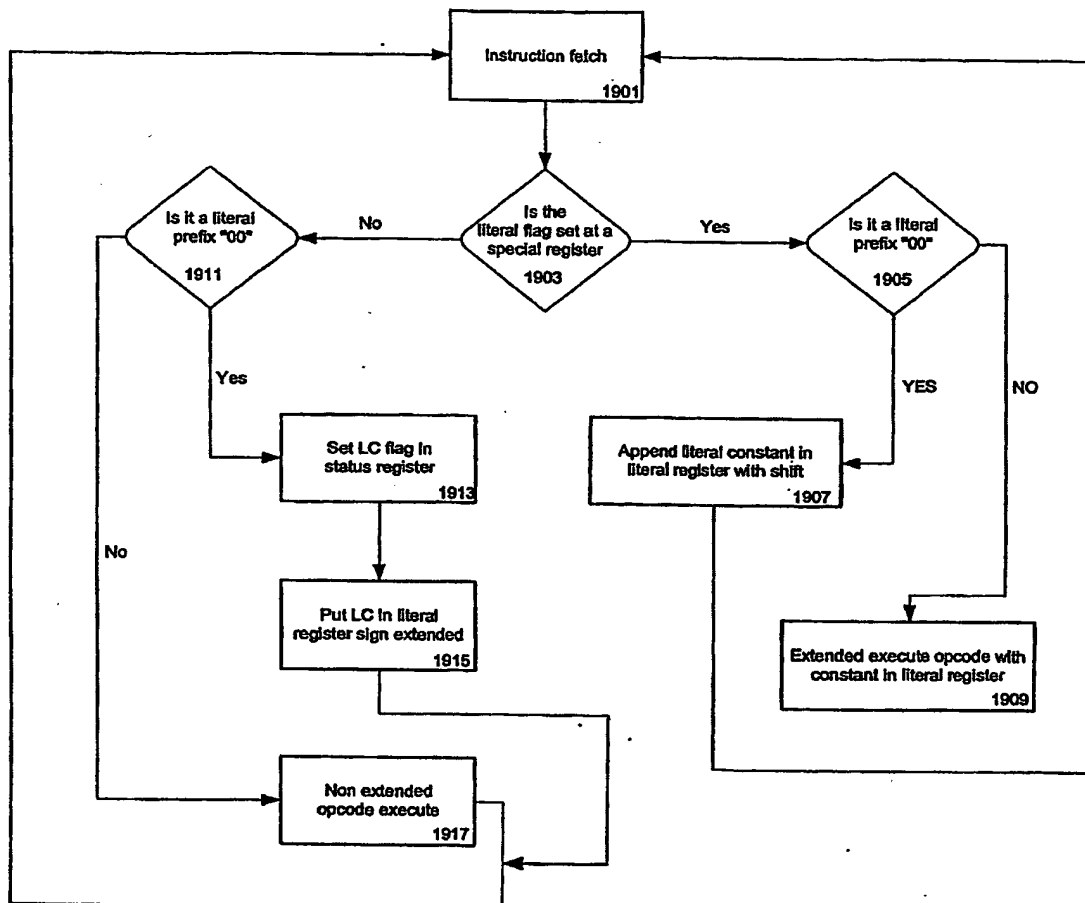 Instruction fetch
1901
Is it a literal
prefix "00"
1911
No
Is the
literal flag set at a
special register
1903
Yes
Is it a literal
prefix "00"
1905
Yes
YES
NO
Set LC flag in
status register
1913
Append literal constant in
literal register with shift
1907
No
Put LC in literal
register sign extended
1915
Extended execute opcode with
constant in literal register
1909
Non extended
opcode execute
1917